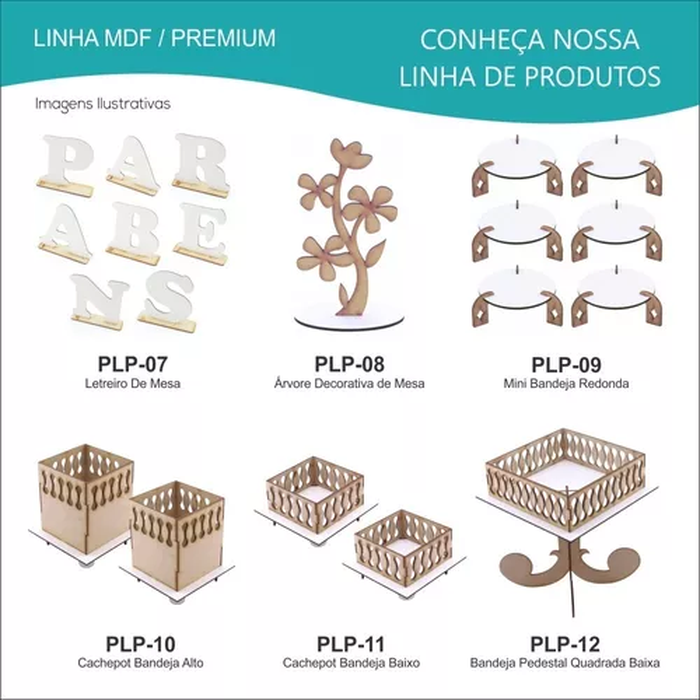 LINHA MDF / PREMIUM
CONHEÇA NOSSA
LINHA DE PRODUTOS
Imagens Ilustrativas
P A R
A B E
N S
PLP-07
Letreiro De Mesa
PLP-08
Árvore Decorativa de Mesa
PLP-09
Mini Bandeja Redonda
PLP-10
Cachepot Bandeja Alto
PLP-11
Cachepot Bandeja Baixo
PLP-12
Bandeja Pedestal Quadrada Baixa